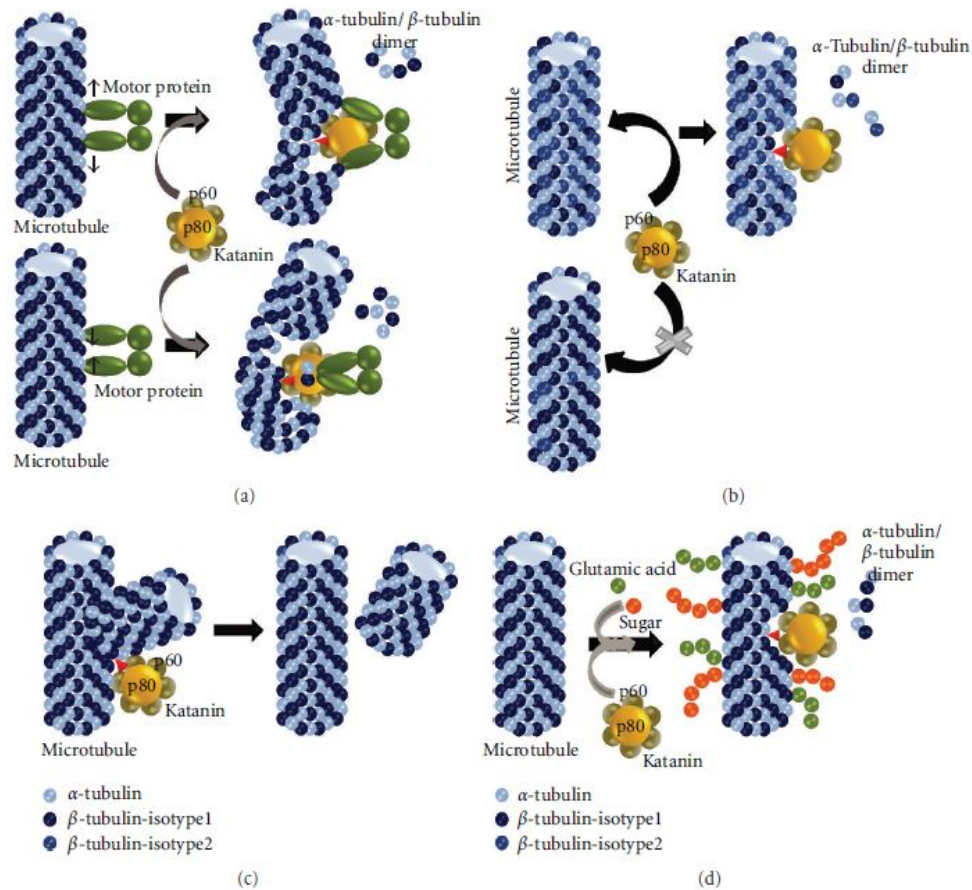 α-tubulin/ β-tubulin
dimer
Motor protein
p60
p80
Katanin
Microtubule
Motor protein
Microtubule
(a)
α-Tubulin/β-tubulin
dimer
Microtubule
p60
p80
Katanin
Microtubule
(b)
p60
p80
Katanin
Microtubule
α-tubulin
β-tubulin-isotype1
β-tubulin-isotype2
(c)
α-tubulin/
β-tubulin
dimer
Glutamic acid
Sugar
p60
p80
Katanin
Microtubule
α-tubulin
β-tubulin-isotype1
β-tubulin-isotype2
(d)